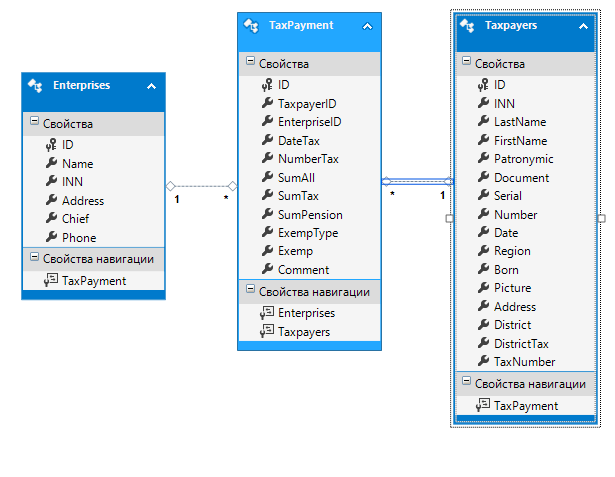 Enterprises
Свойства
ID
Name
INN
Address
Chief
Phone
Свойства навигации
TaxPayment
1
*
TaxPayment
Свойства
ID
TaxpayerID
EnterpriseID
DateTax
NumberTax
SumAll
SumTax
SumPension
ExempType
Exemp
Comment
Свойства навигации
Enterprises
Taxpayers
*
1
Taxpayers
Свойства
ID
INN
LastName
FirstName
Patronymic
Document
Serial
Number
Date
Region
Born
Picture
Address
District
DistrictTax
TaxNumber
Свойства навигации
TaxPayment